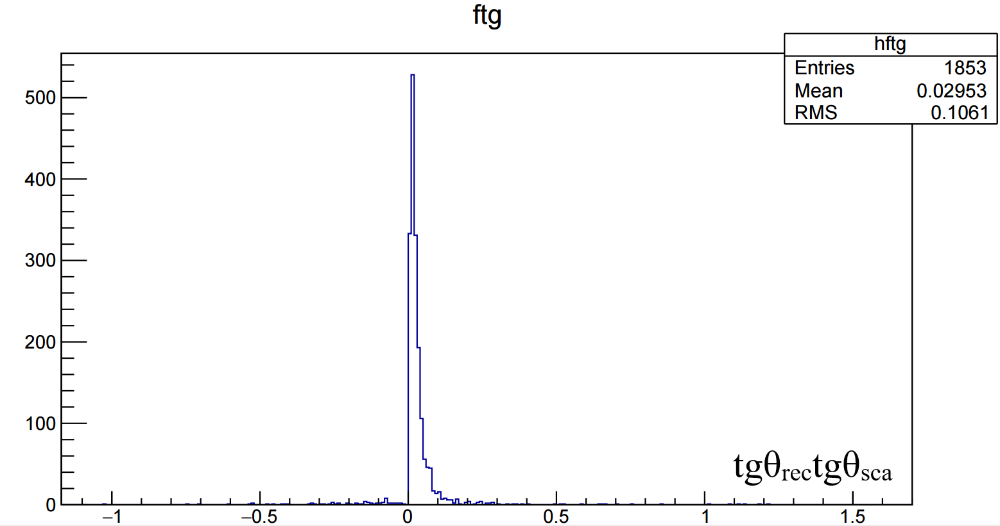 ftg
hftg
Entries 1853
Mean 0.02953
RMS 0.1061
500
400
300
200
100
0
tgθrectgθsca
−1 −0.5 0 0.5 1 1.5